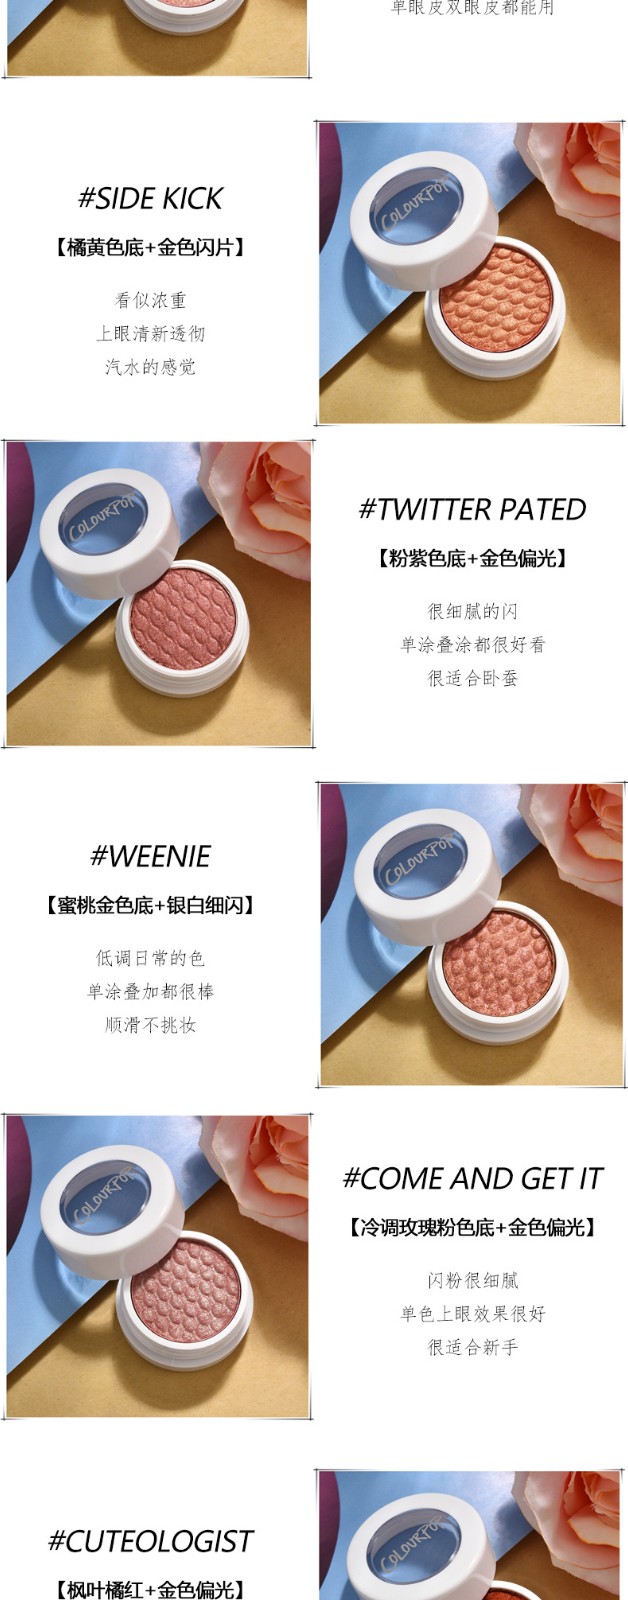 单眼皮双眼皮都能用
#SIDE KICK
【橘黄色底+金色闪片】
看似浓重
上眼清新透彻
汽水的感觉
COLOURPOP
COLOURPOP
#TWITTER PATED
【粉紫色底+金色偏光】
很细腻的闪
单涂叠涂都很好看
很适合卧蚕
#WEENIE
【蜜桃金色底+银白细闪】
低调日常的色
单涂叠加都很棒
顺滑不挑妆
COLOURPOP
COLOURPOP
#COME AND GET IT
【冷调玫瑰粉色底+金色偏光】
闪粉很细腻
单色上眼效果很好
很适合新手
#CUTEOLOGIST
【枫叶橘红+金色偏光】
COLOURPOP